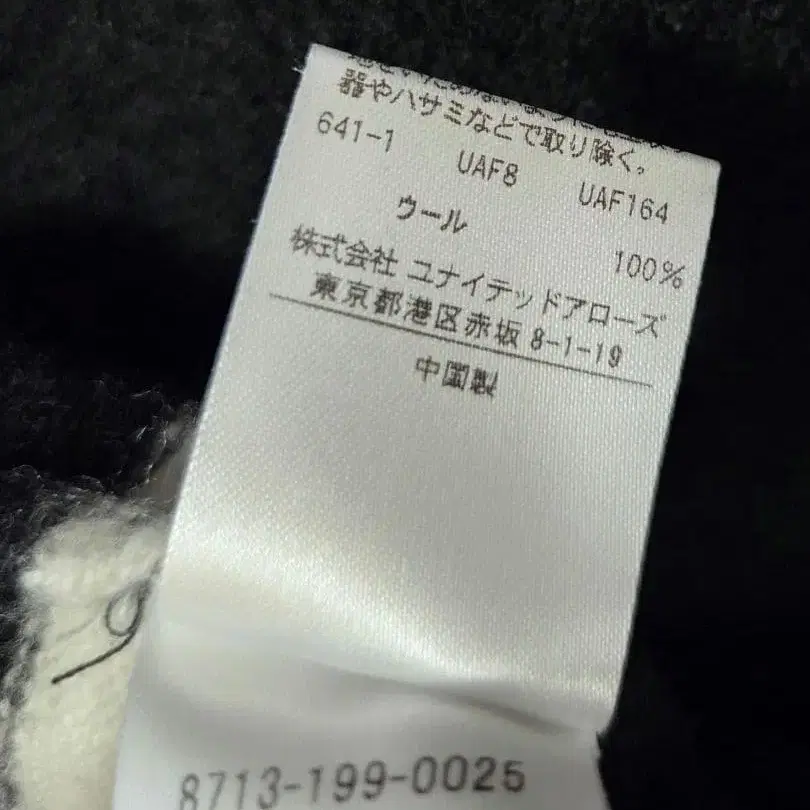 器やハサミなどで取り除く。
641-1 UAF8 UAF164
ウール 100%
株式会社 ユナイテッドアローズ
東京都港区赤坂 8-1-19
中国製
8713-199-0025